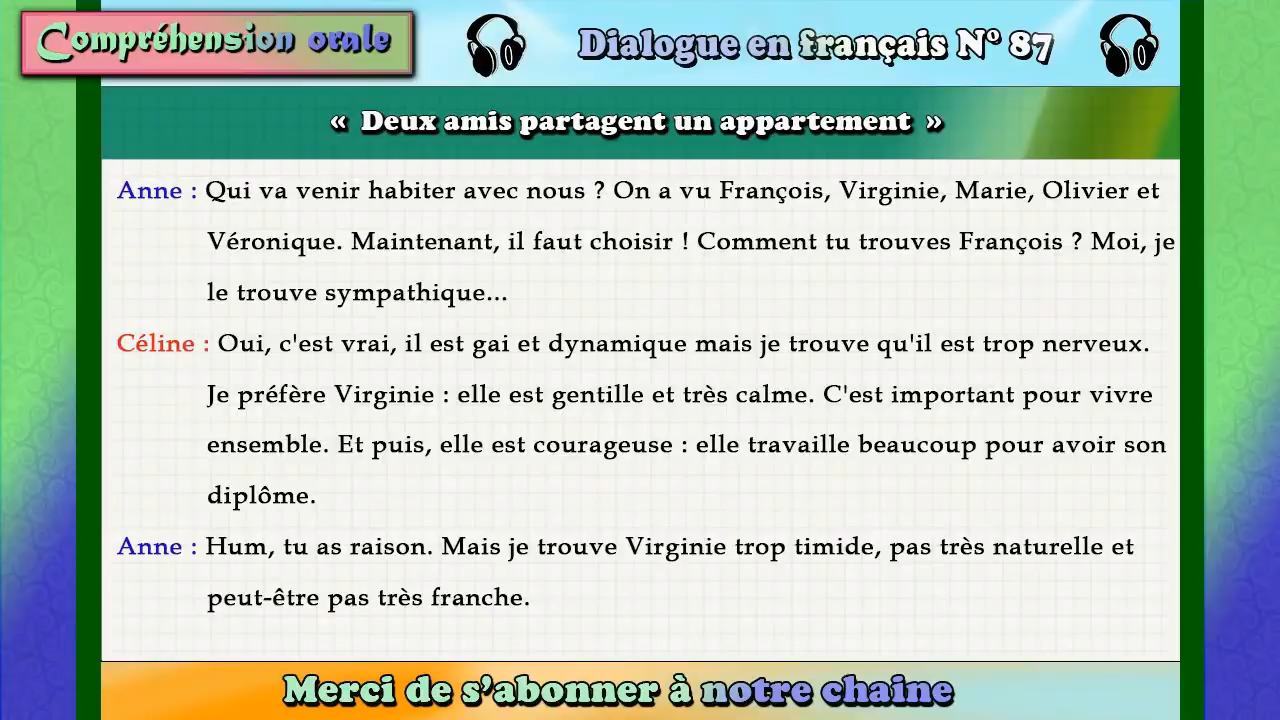 Compréhension orale
Dialogue en français N° 87
« Deux amis partagent un appartement »
Anne : Qui va venir habiter avec nous ? On a vu François, Virginie, Marie, Olivier et
Véronique. Maintenant, il faut choisir ! Comment tu trouves François ? Moi, je
le trouve sympathique...
Céline : Oui, c'est vrai, il est gai et dynamique mais je trouve qu'il est trop nerveux.
Je préfère Virginie : elle est gentille et très calme. C'est important pour vivre
ensemble. Et puis, elle est courageuse : elle travaille beaucoup pour avoir son
diplôme.
Anne : Hum, tu as raison. Mais je trouve Virginie trop timide, pas très naturelle et
peut-être pas très franche.
Merci de s’abonner à notre chaine